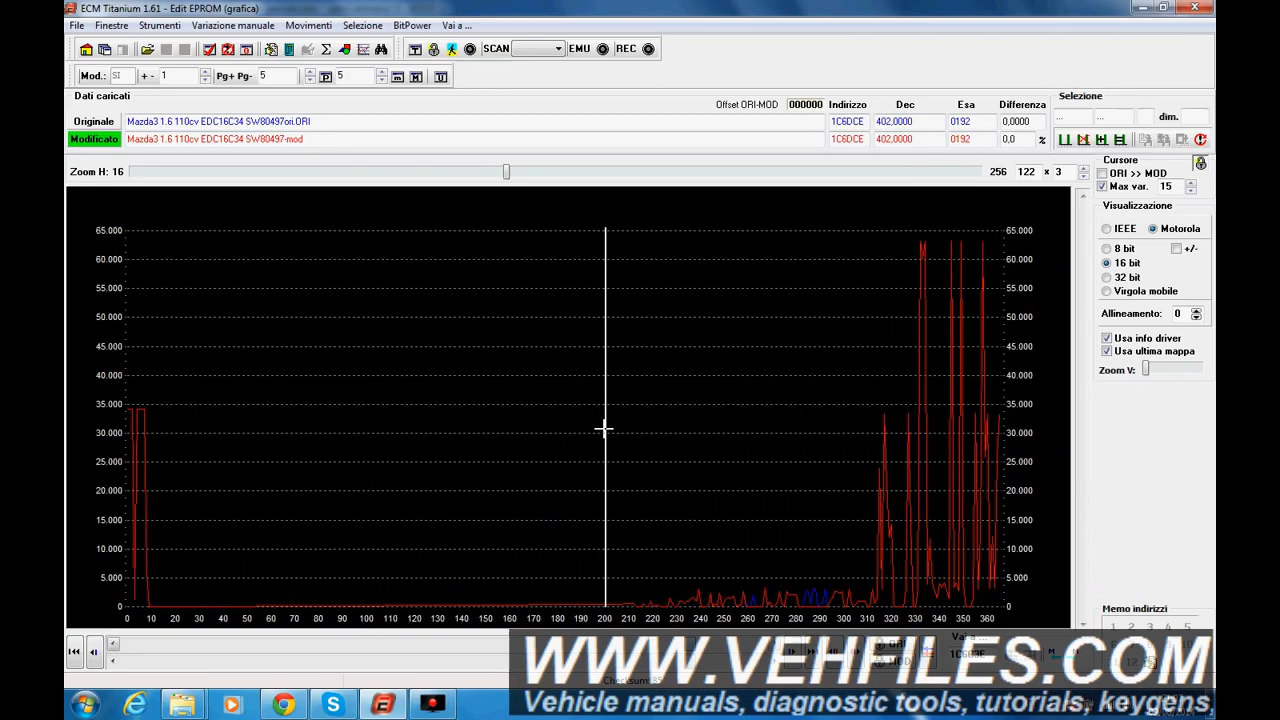 ECM Titanium 1.61 - Edit EPROM (grafica)
File Finestre Strumenti Variazione manuale Movimenti Selezione BitPower Vai a ...
SCAN EMU REC
Mod.: SI + - 1 Pg+ Pg- 5 P 5 m M U
Dati caricati
Offset ORI-MOD 000000 Indirizzo Dec Esa Differenza
Originale Mazda3 1.6 110cv EDC16C34 SW80497ori.ORI 1C6DCE 402,0000 0192 0,0000
Modificato Mazda3 1.6 110cv EDC16C34 SW80497-mod 1C6DCE 402,0000 0192 0,0 %
Selezione
... ... dim.
Zoom H: 16 256 122 x 3
Cursore
ORI >> MOD
Max var. 15
Visualizzazione
IEEE Motorola
8 bit +/-
16 bit
32 bit
Virgola mobile
Allineamento: 0
Usa info driver
Usa ultima mappa
Zoom V:
65.000 65.000
60.000 60.000
55.000 55.000
50.000 50.000
45.000 45.000
40.000 40.000
35.000 35.000
30.000 30.000
25.000 25.000
20.000 20.000
15.000 15.000
10.000 10.000
5.000 5.000
0 0
0 10 20 30 40 50 60 70 80 90 100 110 120 130 140 150 160 170 180 190 200 210 220 230 240 250 260 270 280 290 300 310 320 330 340 350 360
Memo indirizzi
1 2 3 4 5
ORI
MOD
Vai a ...
WWW.VEHIFILES.COM
Vehicle manuals, diagnostic tools, tutorials, keygens,